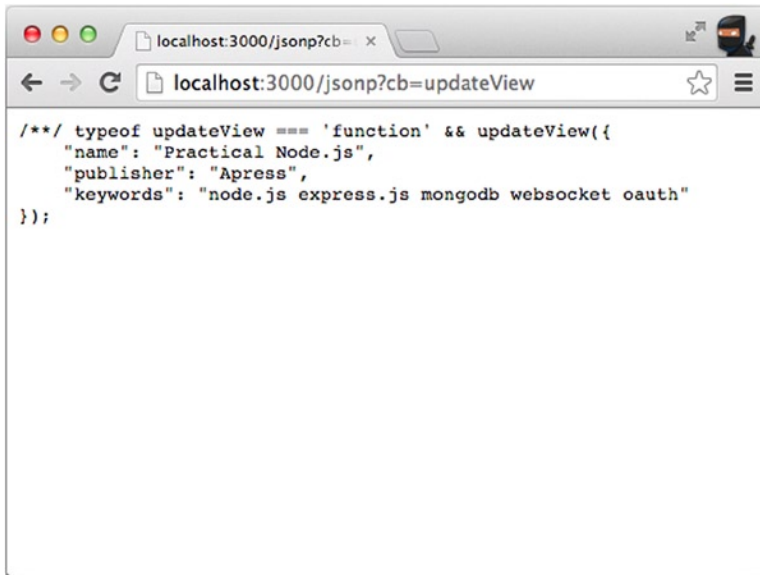 localhost:3000/jsonp?cb=
localhost:3000/jsonp?cb=updateView
/**/ typeof updateView === 'function' && updateView({
    "name": "Practical Node.js",
    "publisher": "Apress",
    "keywords": "node.js express.js mongodb websocket oauth"
});